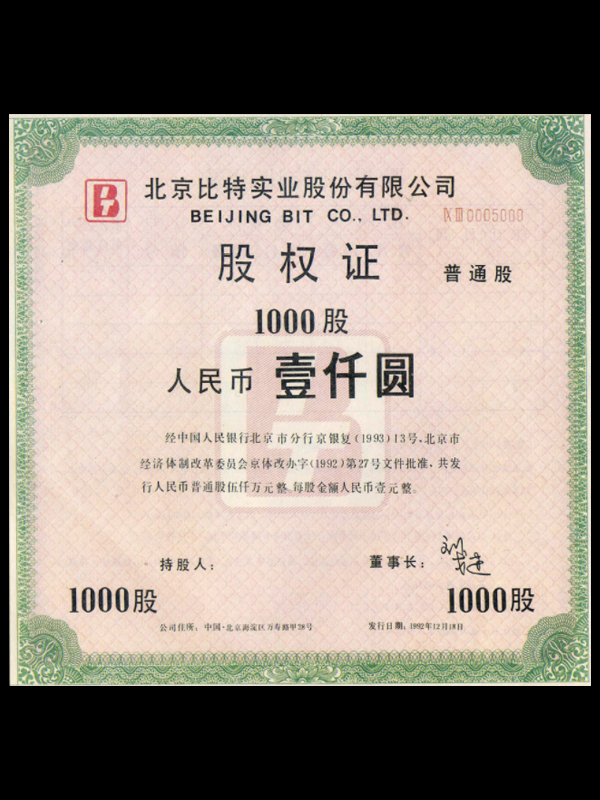 北京比特实业股份有限公司
BEIJING BIT CO., LTD.
ⅨⅢ0005000
股权证
普通股
1000股
人民币 壹仟圆
经中国人民银行北京市分行京银复(1993)13号,北京市
经济体制改革委员会京体改办字(1992)第27号文件批准,共发
行人民币普通股伍仟万元整,每股金额人民币壹元整。
持股人:
董事长:
1000股
1000股
公司住所:中国·北京海淀区万寿路甲28号
发行日期:1992年12月18日